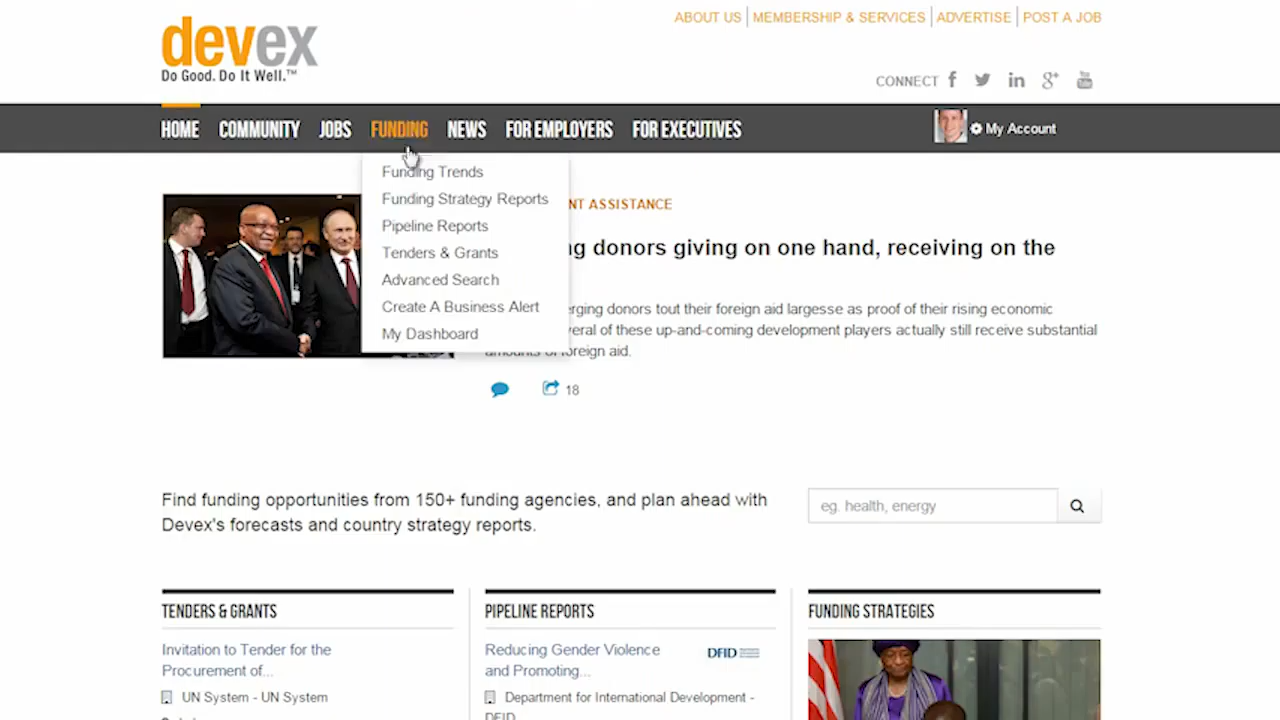 devex
Do Good. Do It Well.™
ABOUT US
MEMBERSHIP & SERVICES
ADVERTISE
POST A JOB
CONNECT
HOME
COMMUNITY
JOBS
FUNDING
NEWS
FOR EMPLOYERS
FOR EXECUTIVES
My Account
Funding Trends
Funding Strategy Reports
Pipeline Reports
Tenders & Grants
Advanced Search
Create A Business Alert
My Dashboard
NT ASSISTANCE
donors giving on one hand, receiving on the
erging donors tout their foreign aid largesse as proof of their rising economic
veral of these up-and-coming development players actually still receive substantial
amounts of foreign aid.
18
Find funding opportunities from 150+ funding agencies, and plan ahead with
Devex's forecasts and country strategy reports.
eg. health, energy
TENDERS & GRANTS
Invitation to Tender for the
Procurement of...
UN System - UN System
PIPELINE REPORTS
Reducing Gender Violence
and Promoting...
DFID
Department for International Development -
DFID
FUNDING STRATEGIES